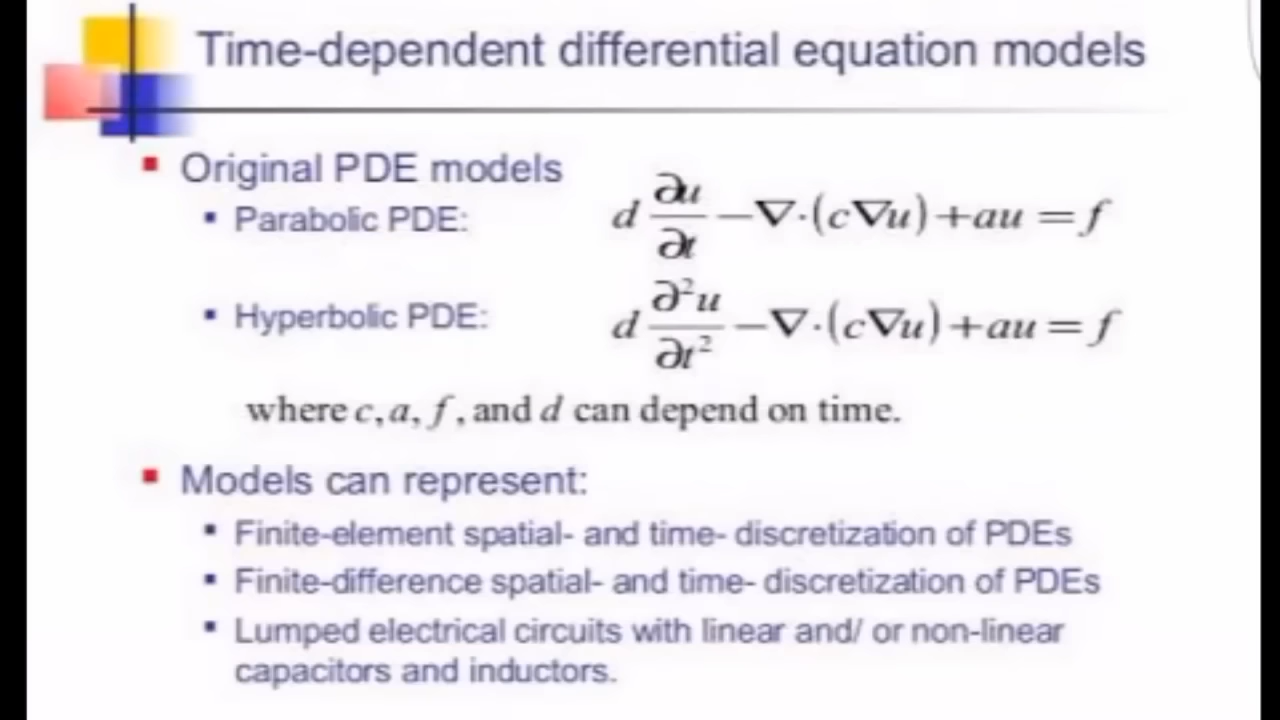 Time-dependent differential equation models
Original PDE models
Parabolic PDE: d ∂u/∂t −∇·(c∇u)+au = f
Hyperbolic PDE: d ∂²u/∂t² −∇·(c∇u)+au = f
where c, a, f, and d can depend on time.
Models can represent:
Finite-element spatial- and time- discretization of PDEs
Finite-difference spatial- and time- discretization of PDEs
Lumped electrical circuits with linear and/ or non-linear
capacitors and inductors.